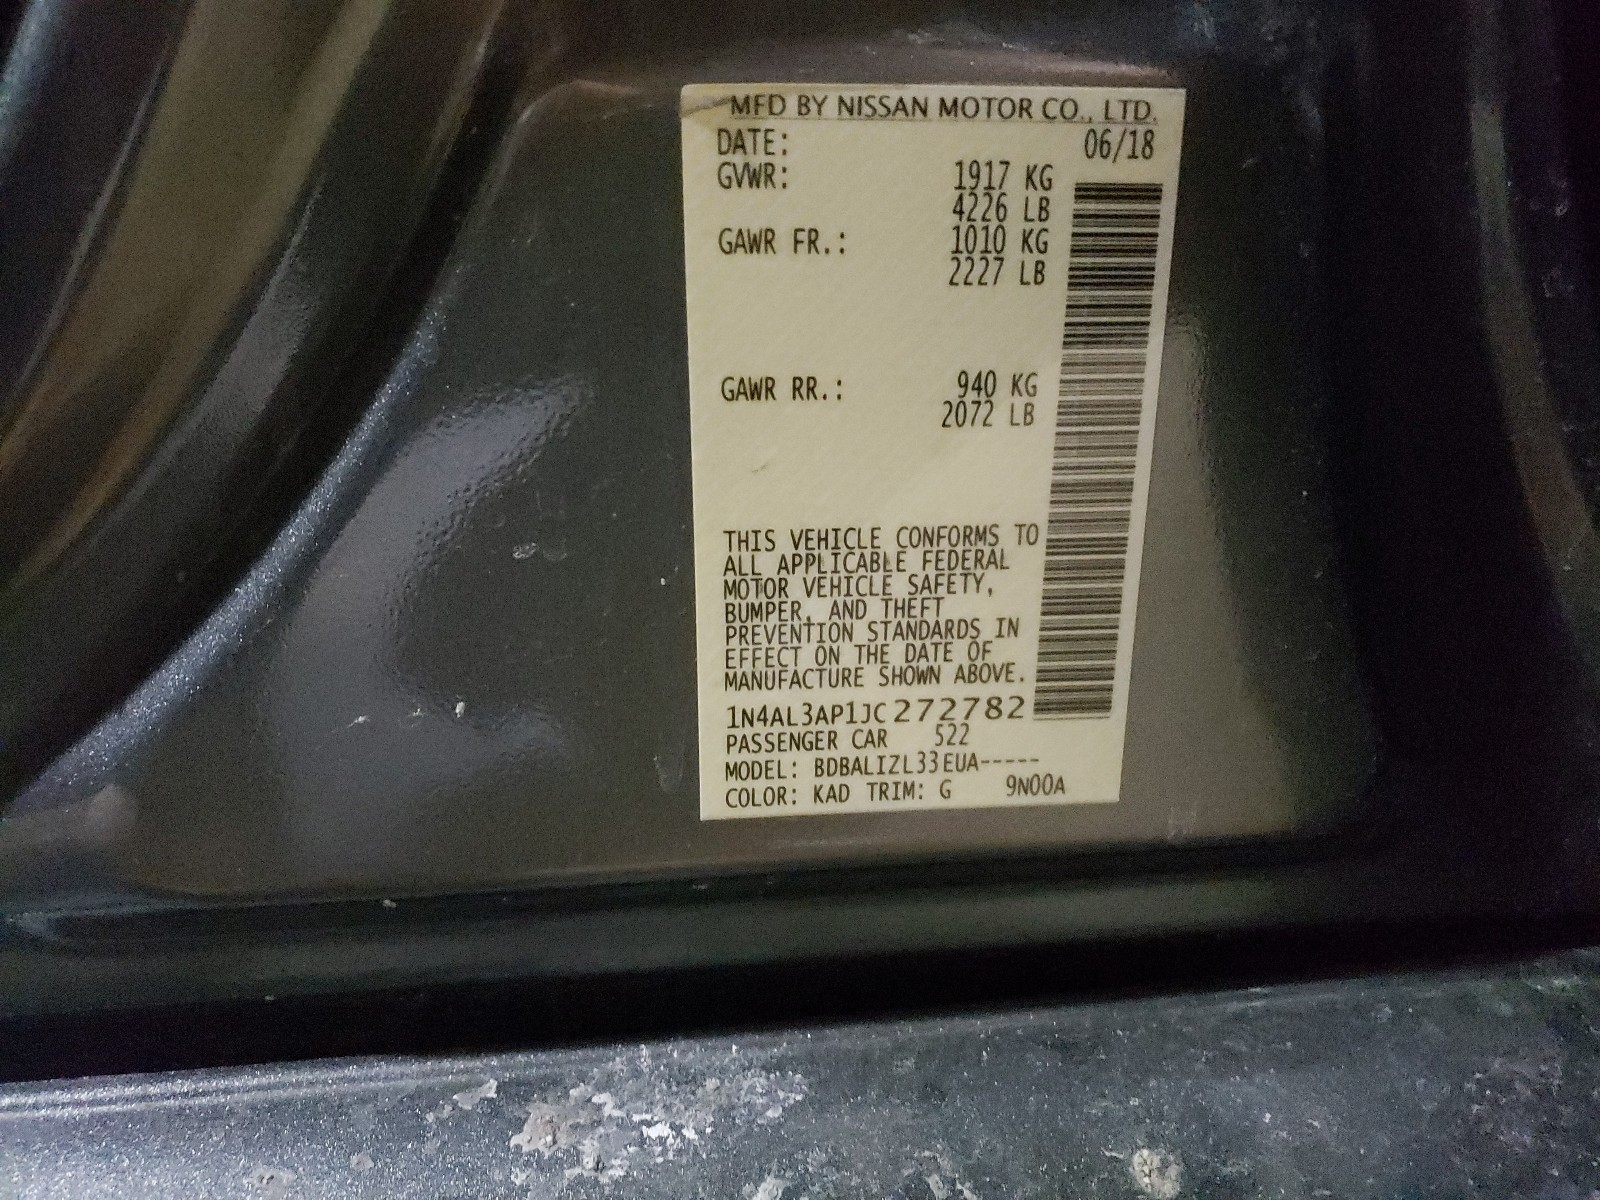 MFD BY NISSAN MOTOR CO., LTD.
DATE: 06/18
GVWR: 1917 KG
4226 LB
GAWR FR.: 1010 KG
2227 LB
GAWR RR.: 940 KG
2072 LB
THIS VEHICLE CONFORMS TO
ALL APPLICABLE FEDERAL
MOTOR VEHICLE SAFETY,
BUMPER, AND THEFT
PREVENTION STANDARDS IN
EFFECT ON THE DATE OF
MANUFACTURE SHOWN ABOVE.
1N4AL3AP1JC272782
PASSENGER CAR 522
MODEL: BDBALIZL33EUA-----
COLOR: KAD TRIM: G 9N00A